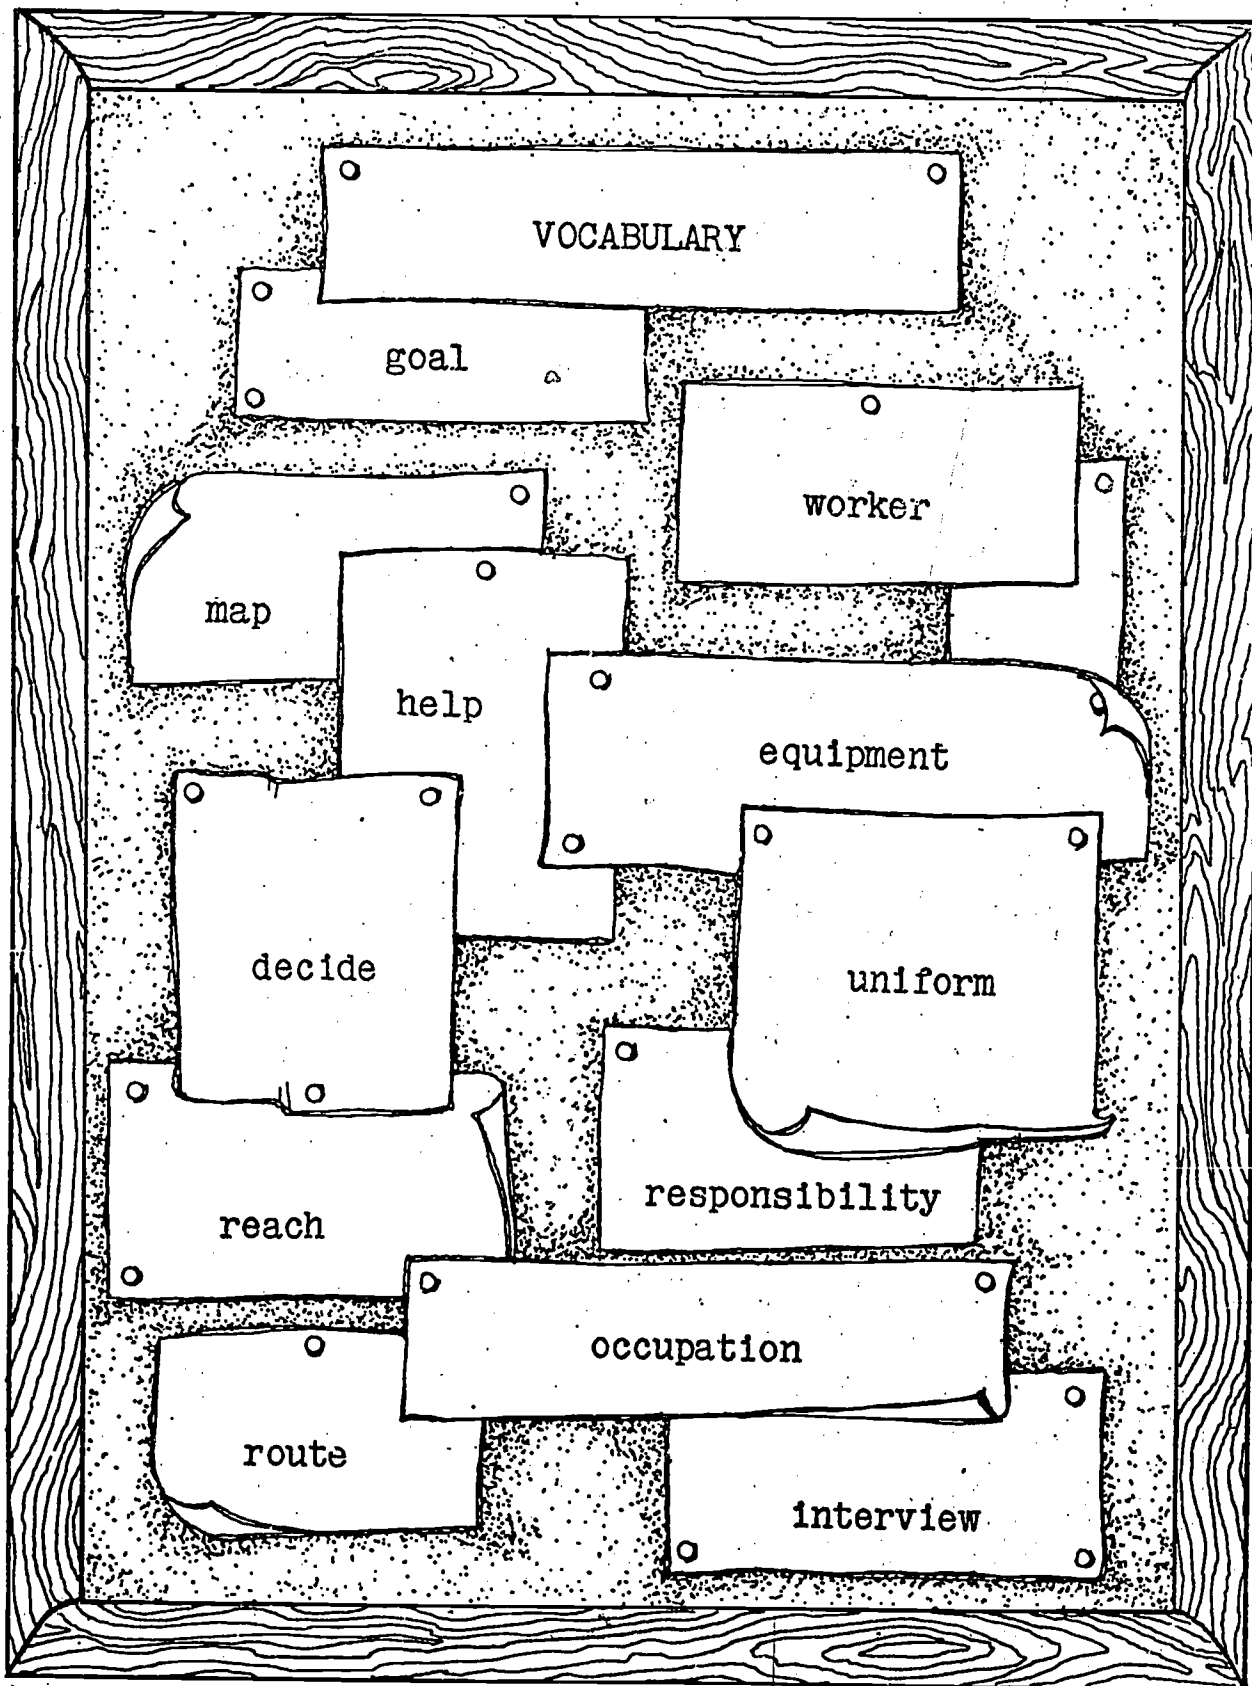 VOCABULARY
goal
worker
map
help
equipment
decide
uniform
responsibility
reach
occupation
route
interview